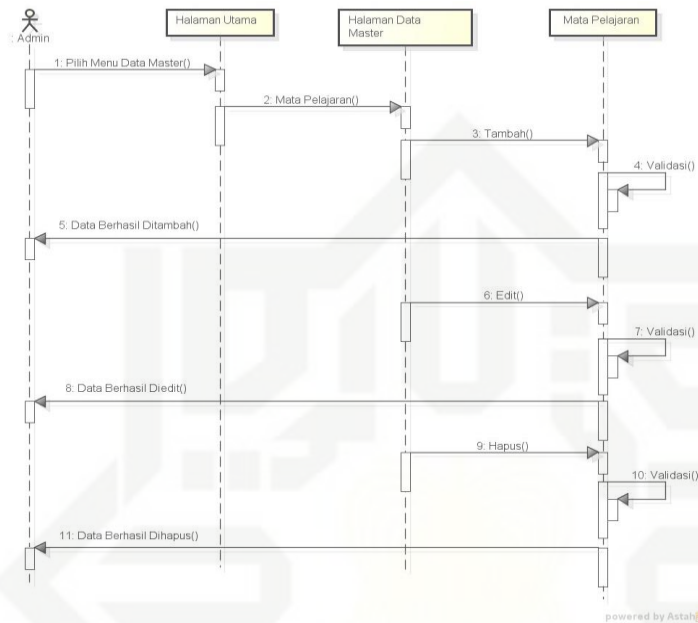 Halaman Utama
Halaman Data
Master
Mata Pelajaran
: Admin
1: Pilih Menu Data Master()
2: Mata Pelajaran()
3: Tambah()
4: Validasi()
5: Data Berhasil Ditambah()
6: Edit()
7: Validasi()
8: Data Berhasil Diedit()
9: Hapus()
10: Validasi()
11: Data Berhasil Dihapus()
powered by Astah